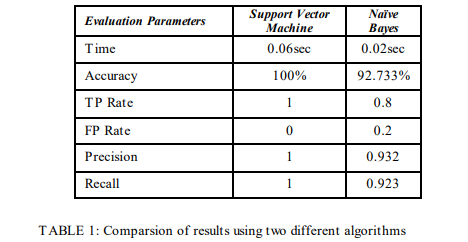 Evaluation Parameters Support Vector Machine Naïve Bayes
Time 0.06sec 0.02sec
Accuracy 100% 92.733%
TP Rate 1 0.8
FP Rate 0 0.2
Precision 1 0.932
Recall 1 0.923
TABLE 1: Comparsion of results using two different algorithms